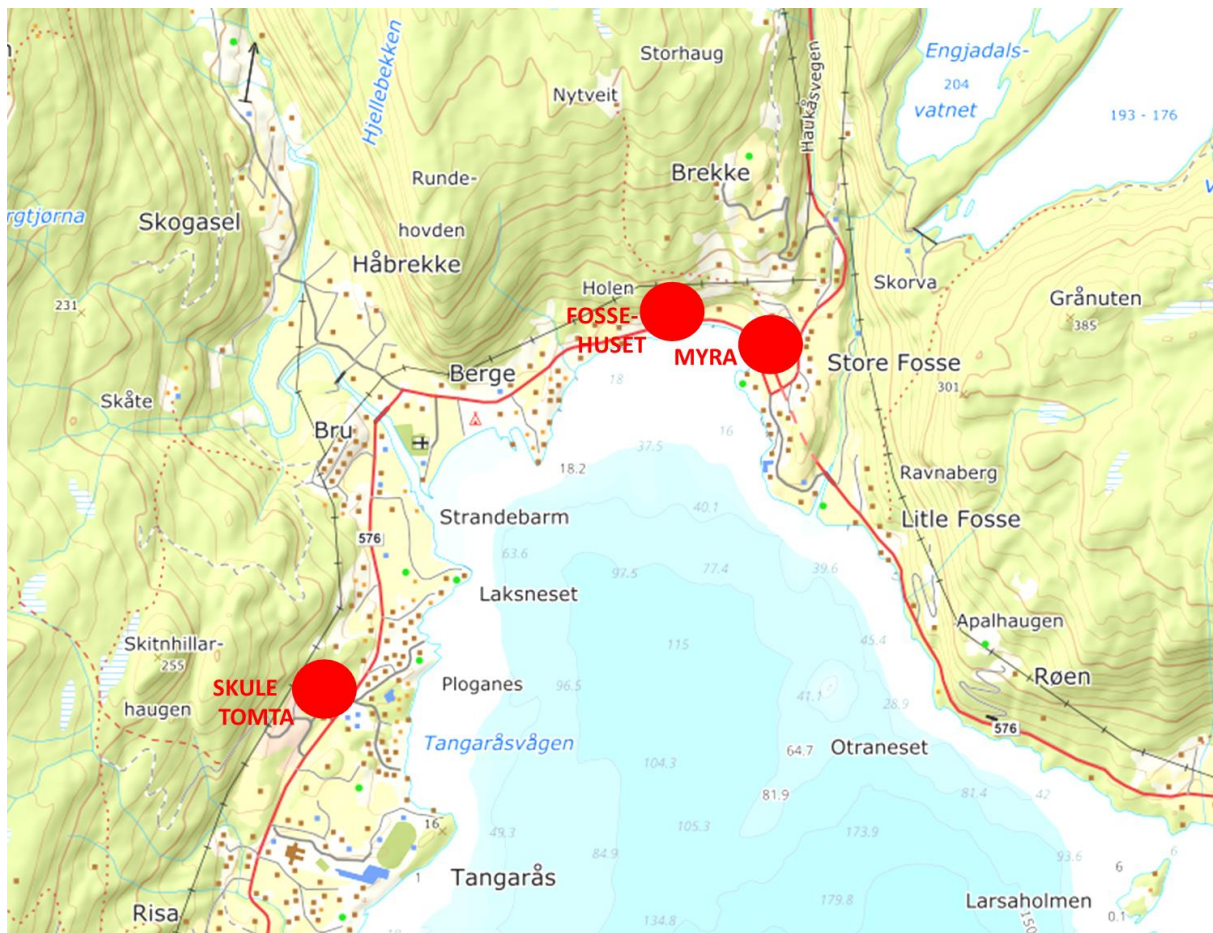 Storhaug
Engjadals-
204
vatnet
193 - 176
Hjellebekken
Nytveit
Haukåsvegen
Brekke
Runde-
hovden
Skogasel
Håbrekke
Holen
Skorva
Grånuten
385
231
FOSSE-
HUSET
MYRA
Store Fosse
301
18
Berge
Skåte
Bru
16
37.5
18.2
Ravnaberg
40.1
Litle Fosse
Strandebarm
576
63.6
97.5
77.4
39.6
Laksneset
Apalhaugen
115
45.4
Skitnhillar-
255
haugen
Røen
SKULE
TOMTA
Ploganes
96.5
41.1
28.9
576
Tangaråsvågen
Otraneset
64.7
104.3
81.9
81.4
42
16
49.3
105.3
173.9
84.9
93.6
6
6
Tangarås
1
179.8
Larsaholmen
0.1
150
Risa
134.8